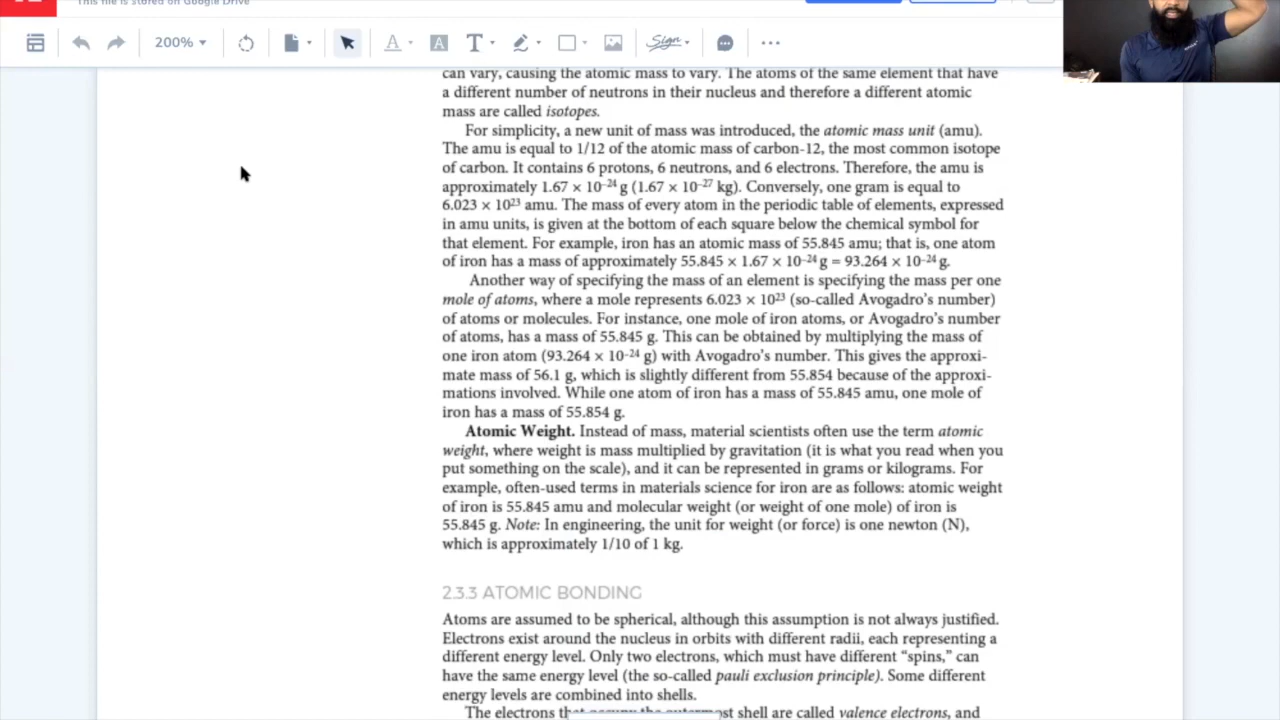 This file is stored on Google Drive
200%
Sign
can vary, causing the atomic mass to vary. The atoms of the same element that have
a different number of neutrons in their nucleus and therefore a different atomic
mass are called isotopes.
For simplicity, a new unit of mass was introduced, the atomic mass unit (amu).
The amu is equal to 1/12 of the atomic mass of carbon-12, the most common isotope
of carbon. It contains 6 protons, 6 neutrons, and 6 electrons. Therefore, the amu is
approximately 1.67 × 10⁻²⁴ g (1.67 × 10⁻²⁷ kg). Conversely, one gram is equal to
6.023 × 10²³ amu. The mass of every atom in the periodic table of elements, expressed
in amu units, is given at the bottom of each square below the chemical symbol for
that element. For example, iron has an atomic mass of 55.845 amu; that is, one atom
of iron has a mass of approximately 55.845 × 1.67 × 10⁻²⁴ g = 93.264 × 10⁻²⁴ g.
Another way of specifying the mass of an element is specifying the mass per one
mole of atoms, where a mole represents 6.023 × 10²³ (so-called Avogadro's number)
of atoms or molecules. For instance, one mole of iron atoms, or Avogadro's number
of atoms, has a mass of 55.845 g. This can be obtained by multiplying the mass of
one iron atom (93.264 × 10⁻²⁴ g) with Avogadro's number. This gives the approxi-
mate mass of 56.1 g, which is slightly different from 55.854 because of the approxi-
mations involved. While one atom of iron has a mass of 55.845 amu, one mole of
iron has a mass of 55.854 g.
Atomic Weight. Instead of mass, material scientists often use the term atomic
weight, where weight is mass multiplied by gravitation (it is what you read when you
put something on the scale), and it can be represented in grams or kilograms. For
example, often-used terms in materials science for iron are as follows: atomic weight
of iron is 55.845 amu and molecular weight (or weight of one mole) of iron is
55.845 g. Note: In engineering, the unit for weight (or force) is one newton (N),
which is approximately 1/10 of 1 kg.
2.3.3 ATOMIC BONDING
Atoms are assumed to be spherical, although this assumption is not always justified.
Electrons exist around the nucleus in orbits with different radii, each representing a
different energy level. Only two electrons, which must have different "spins," can
have the same energy level (the so-called pauli exclusion principle). Some different
energy levels are combined into shells.
The electrons that occupy the outermost shell are called valence electrons, and